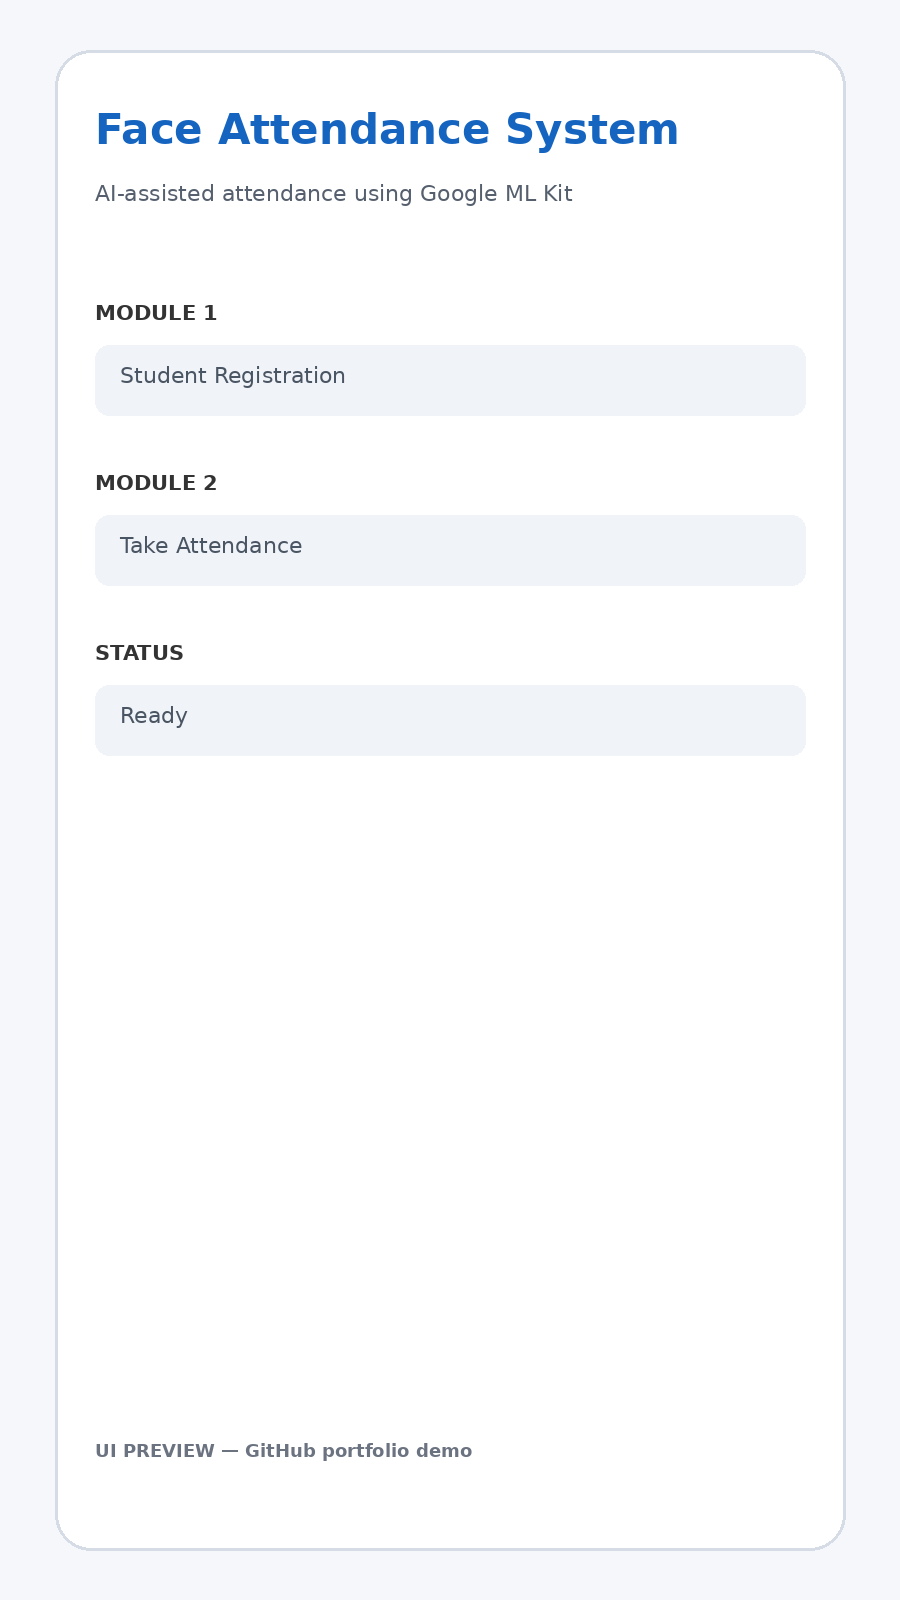 Face Attendance System
AI-assisted attendance using Google ML Kit
MODULE 1
Student Registration
MODULE 2
Take Attendance
STATUS
Ready
UI PREVIEW — GitHub portfolio demo